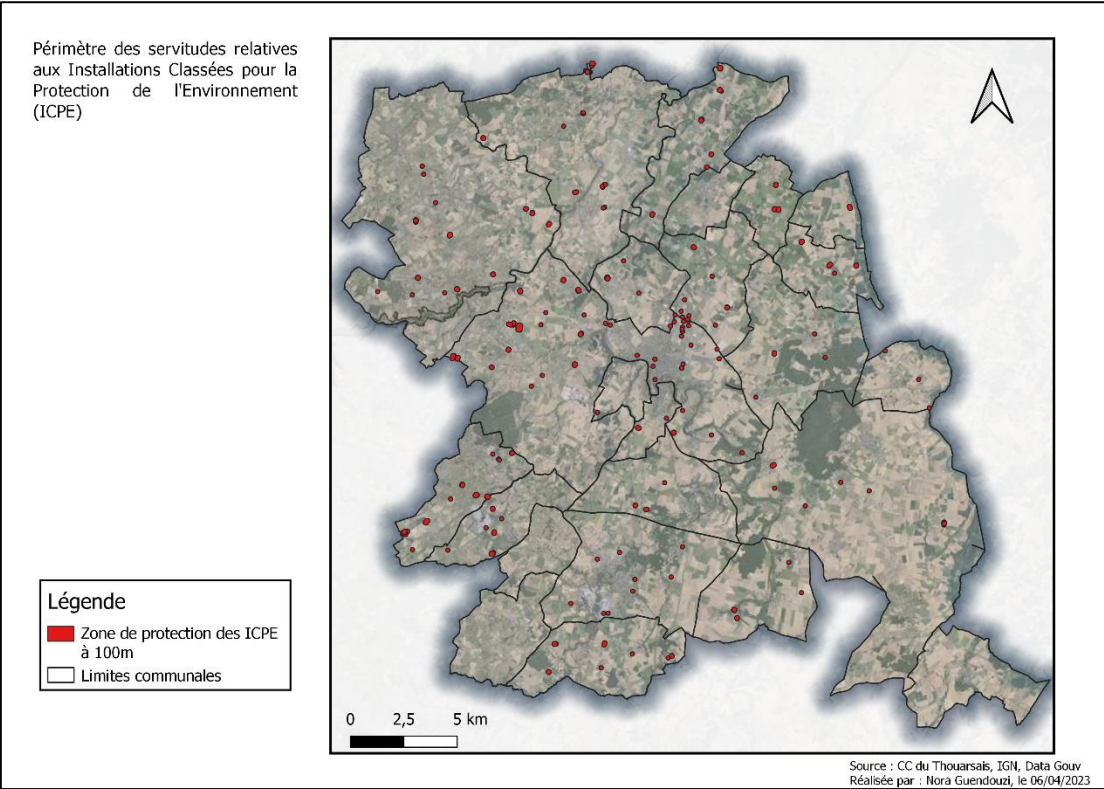 Périmètre des servitudes relatives
aux Installations Classées pour la
Protection de l'Environnement
(ICPE)
Légende
Zone de protection des ICPE
à 100m
Limites communales
0 2,5 5 km
Source : CC du Thouarsais, IGN, Data Gouv
Réalisée par : Nora Guendouzi, le 06/04/2023